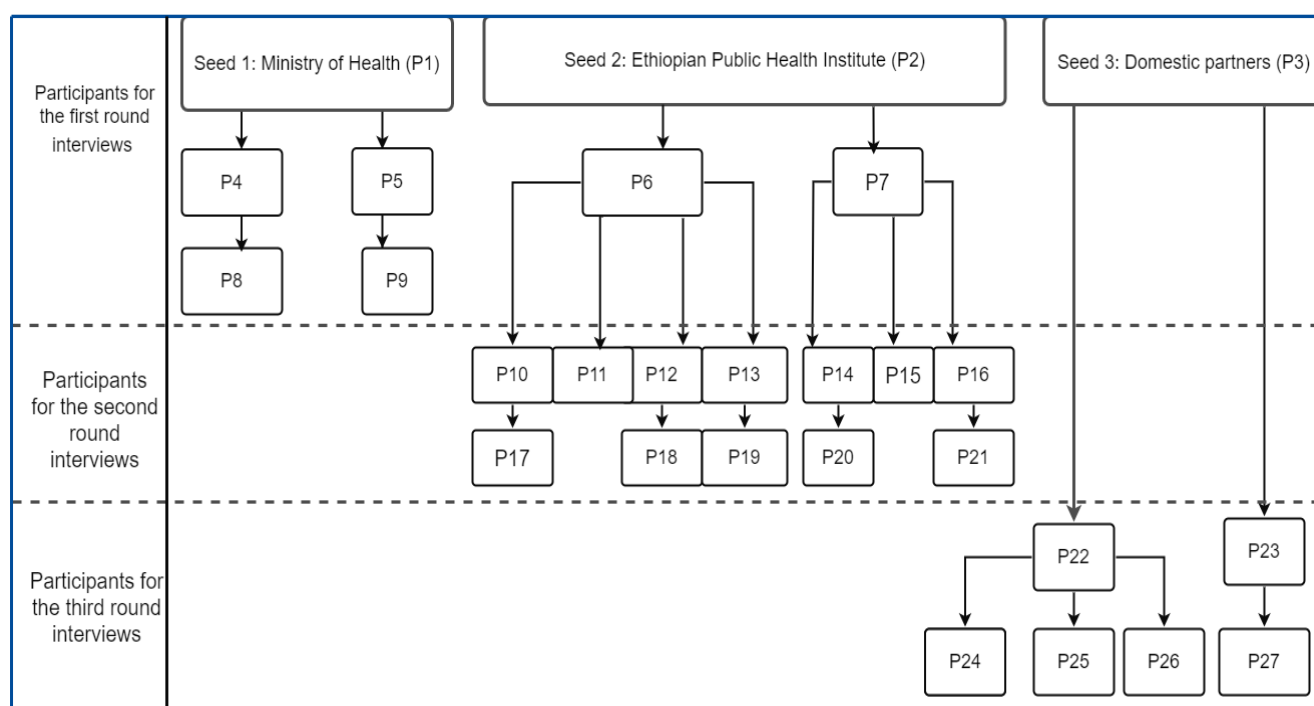 Seed 1: Ministry of Health (P1)
Seed 2: Ethiopian Public Health Institute (P2)
Seed 3: Domestic partners (P3)
Participants for
the first round
interviews
P4
P5
P6
P7
P8
P9
Participants
for the second
round
interviews
P10
P11
P12
P13
P14
P15
P16
P17
P18
P19
P20
P21
Participants for
the third round
interviews
P22
P23
P24
P25
P26
P27